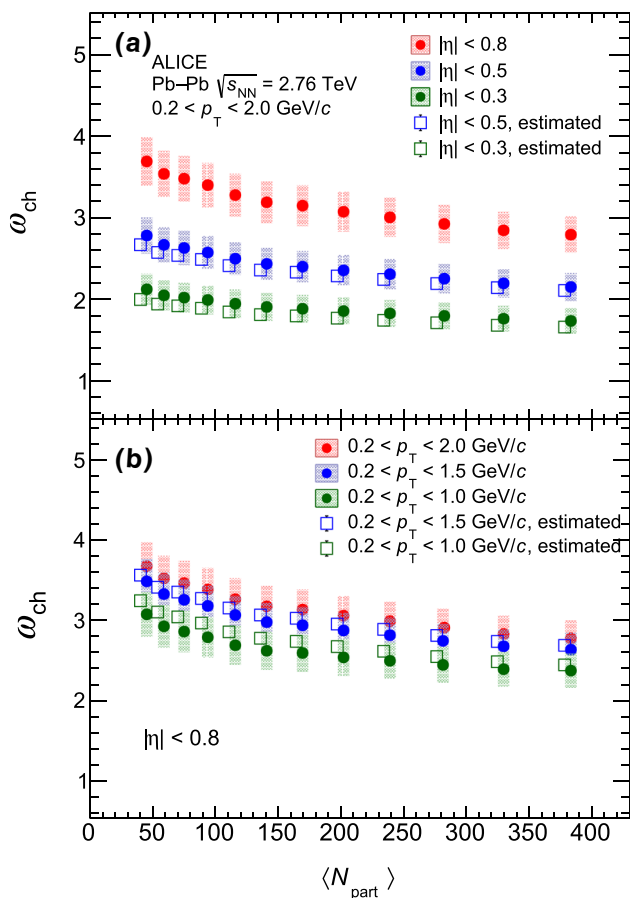 (a)
ALICE
Pb–Pb √sNN = 2.76 TeV
0.2 < pT < 2.0 GeV/c
|η| < 0.8
|η| < 0.5
|η| < 0.3
|η| < 0.5, estimated
|η| < 0.3, estimated
5
4
3
2
1
ωch
(b)
0.2 < pT < 2.0 GeV/c
0.2 < pT < 1.5 GeV/c
0.2 < pT < 1.0 GeV/c
0.2 < pT < 1.5 GeV/c, estimated
0.2 < pT < 1.0 GeV/c, estimated
5
4
3
2
1
ωch
|η| < 0.8
0 50 100 150 200 250 300 350 400
⟨Npart⟩